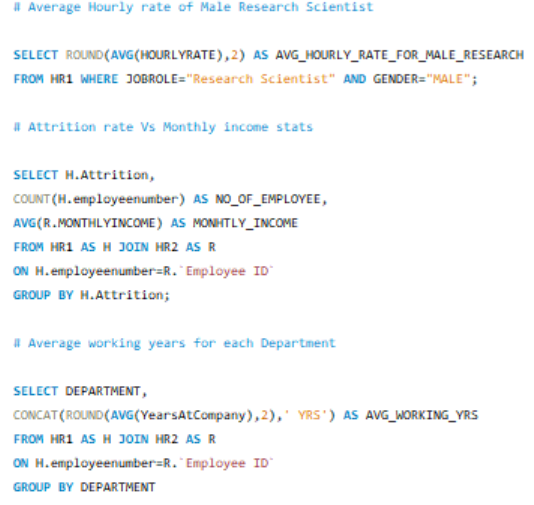 # Average Hourly rate of Male Research Scientist
SELECT ROUND(AVG(HOURLYRATE),2) AS AVG_HOURLY_RATE_FOR_MALE_RESEARCH
FROM HR1 WHERE JOBROLE="Research Scientist" AND GENDER="MALE";
# Attrition rate Vs Monthly income stats
SELECT H.Attrition,
COUNT(H.employeenumber) AS NO_OF_EMPLOYEE,
AVG(R.MONTHLYINCOME) AS MONHTLY_INCOME
FROM HR1 AS H JOIN HR2 AS R
ON H.employeenumber=R.`Employee ID`
GROUP BY H.Attrition;
# Average working years for each Department
SELECT DEPARTMENT,
CONCAT(ROUND(AVG(YearsAtCompany),2),' YRS') AS AVG_WORKING_YRS
FROM HR1 AS H JOIN HR2 AS R
ON H.employeenumber=R.`Employee ID`
GROUP BY DEPARTMENT